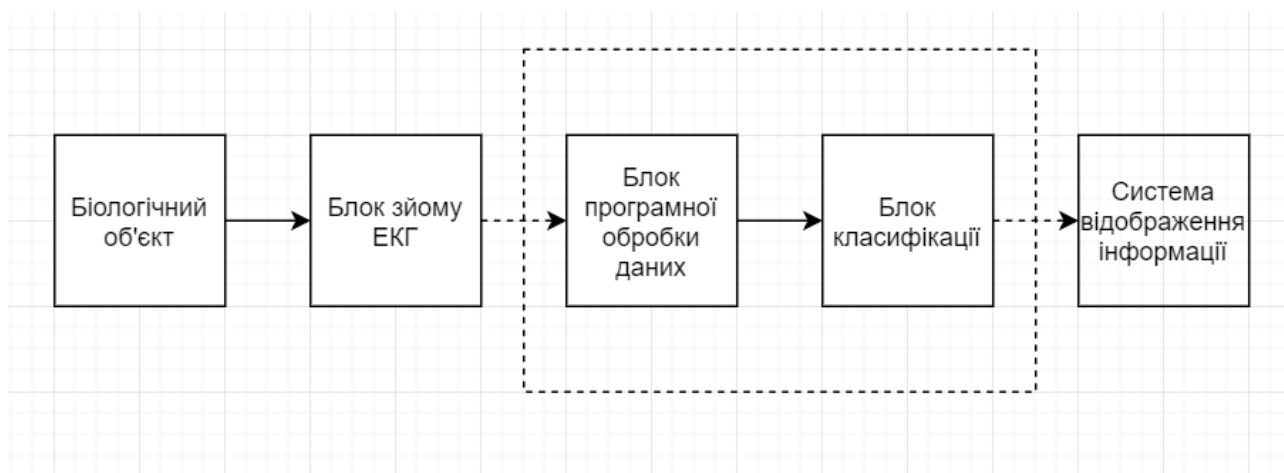 Біологічний
об'єкт
Блок зйому
ЕКГ
Блок
програмної
обробки
даних
Блок
класифікації
Система
відображення
інформації